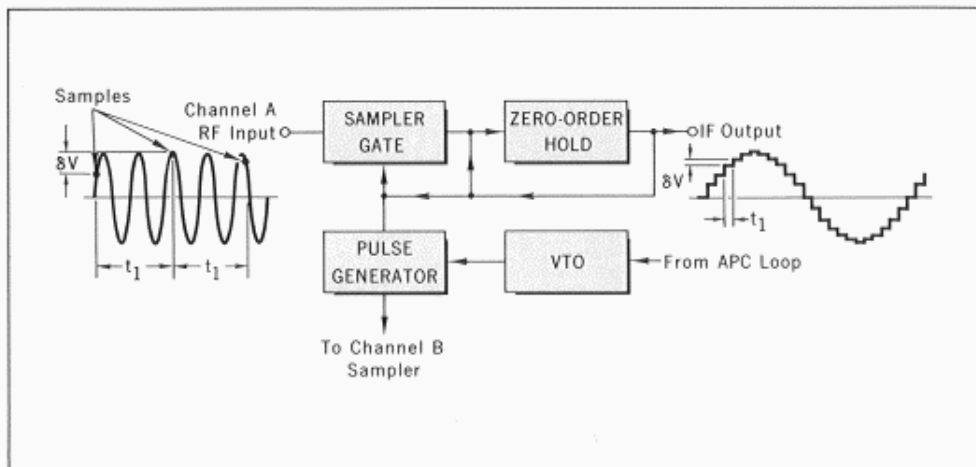 Samples
Channel A
RF Input
SAMPLER
GATE
ZERO-ORDER
HOLD
IF Output
δV
δV
t₁
t₁
t₁
PULSE
GENERATOR
VTO
From APC Loop
To Channel B
Sampler